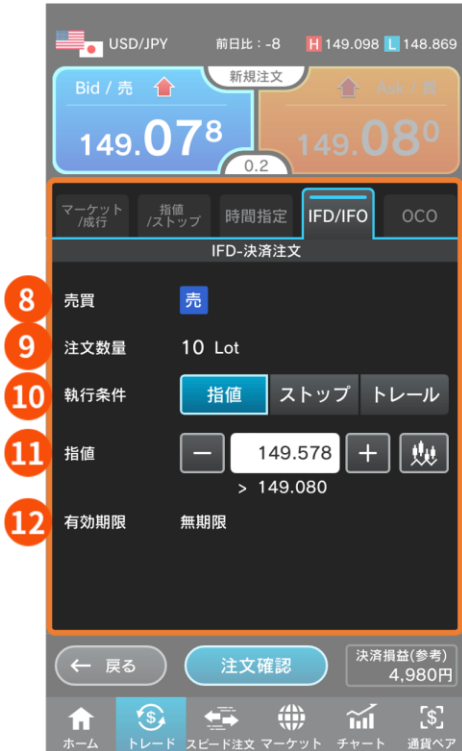 USD/JPY 前日比：-8 H 149.098 L 148.869
Bid / 売 新規注文 Ask / 買
149.078 149.080
0.2
マーケット
/成行
指値
/ストップ
時間指定 IFD/IFO OCO
IFD-決済注文
8 売買 売
9 注文数量 10 Lot
10 執行条件 指値 ストップ トレール
11 指値 − 149.578 +
> 149.080
12 有効期限 無期限
← 戻る 注文確認 決済損益(参考)
4,980円
ホーム トレード スピード注文 マーケット チャート 通貨ペア